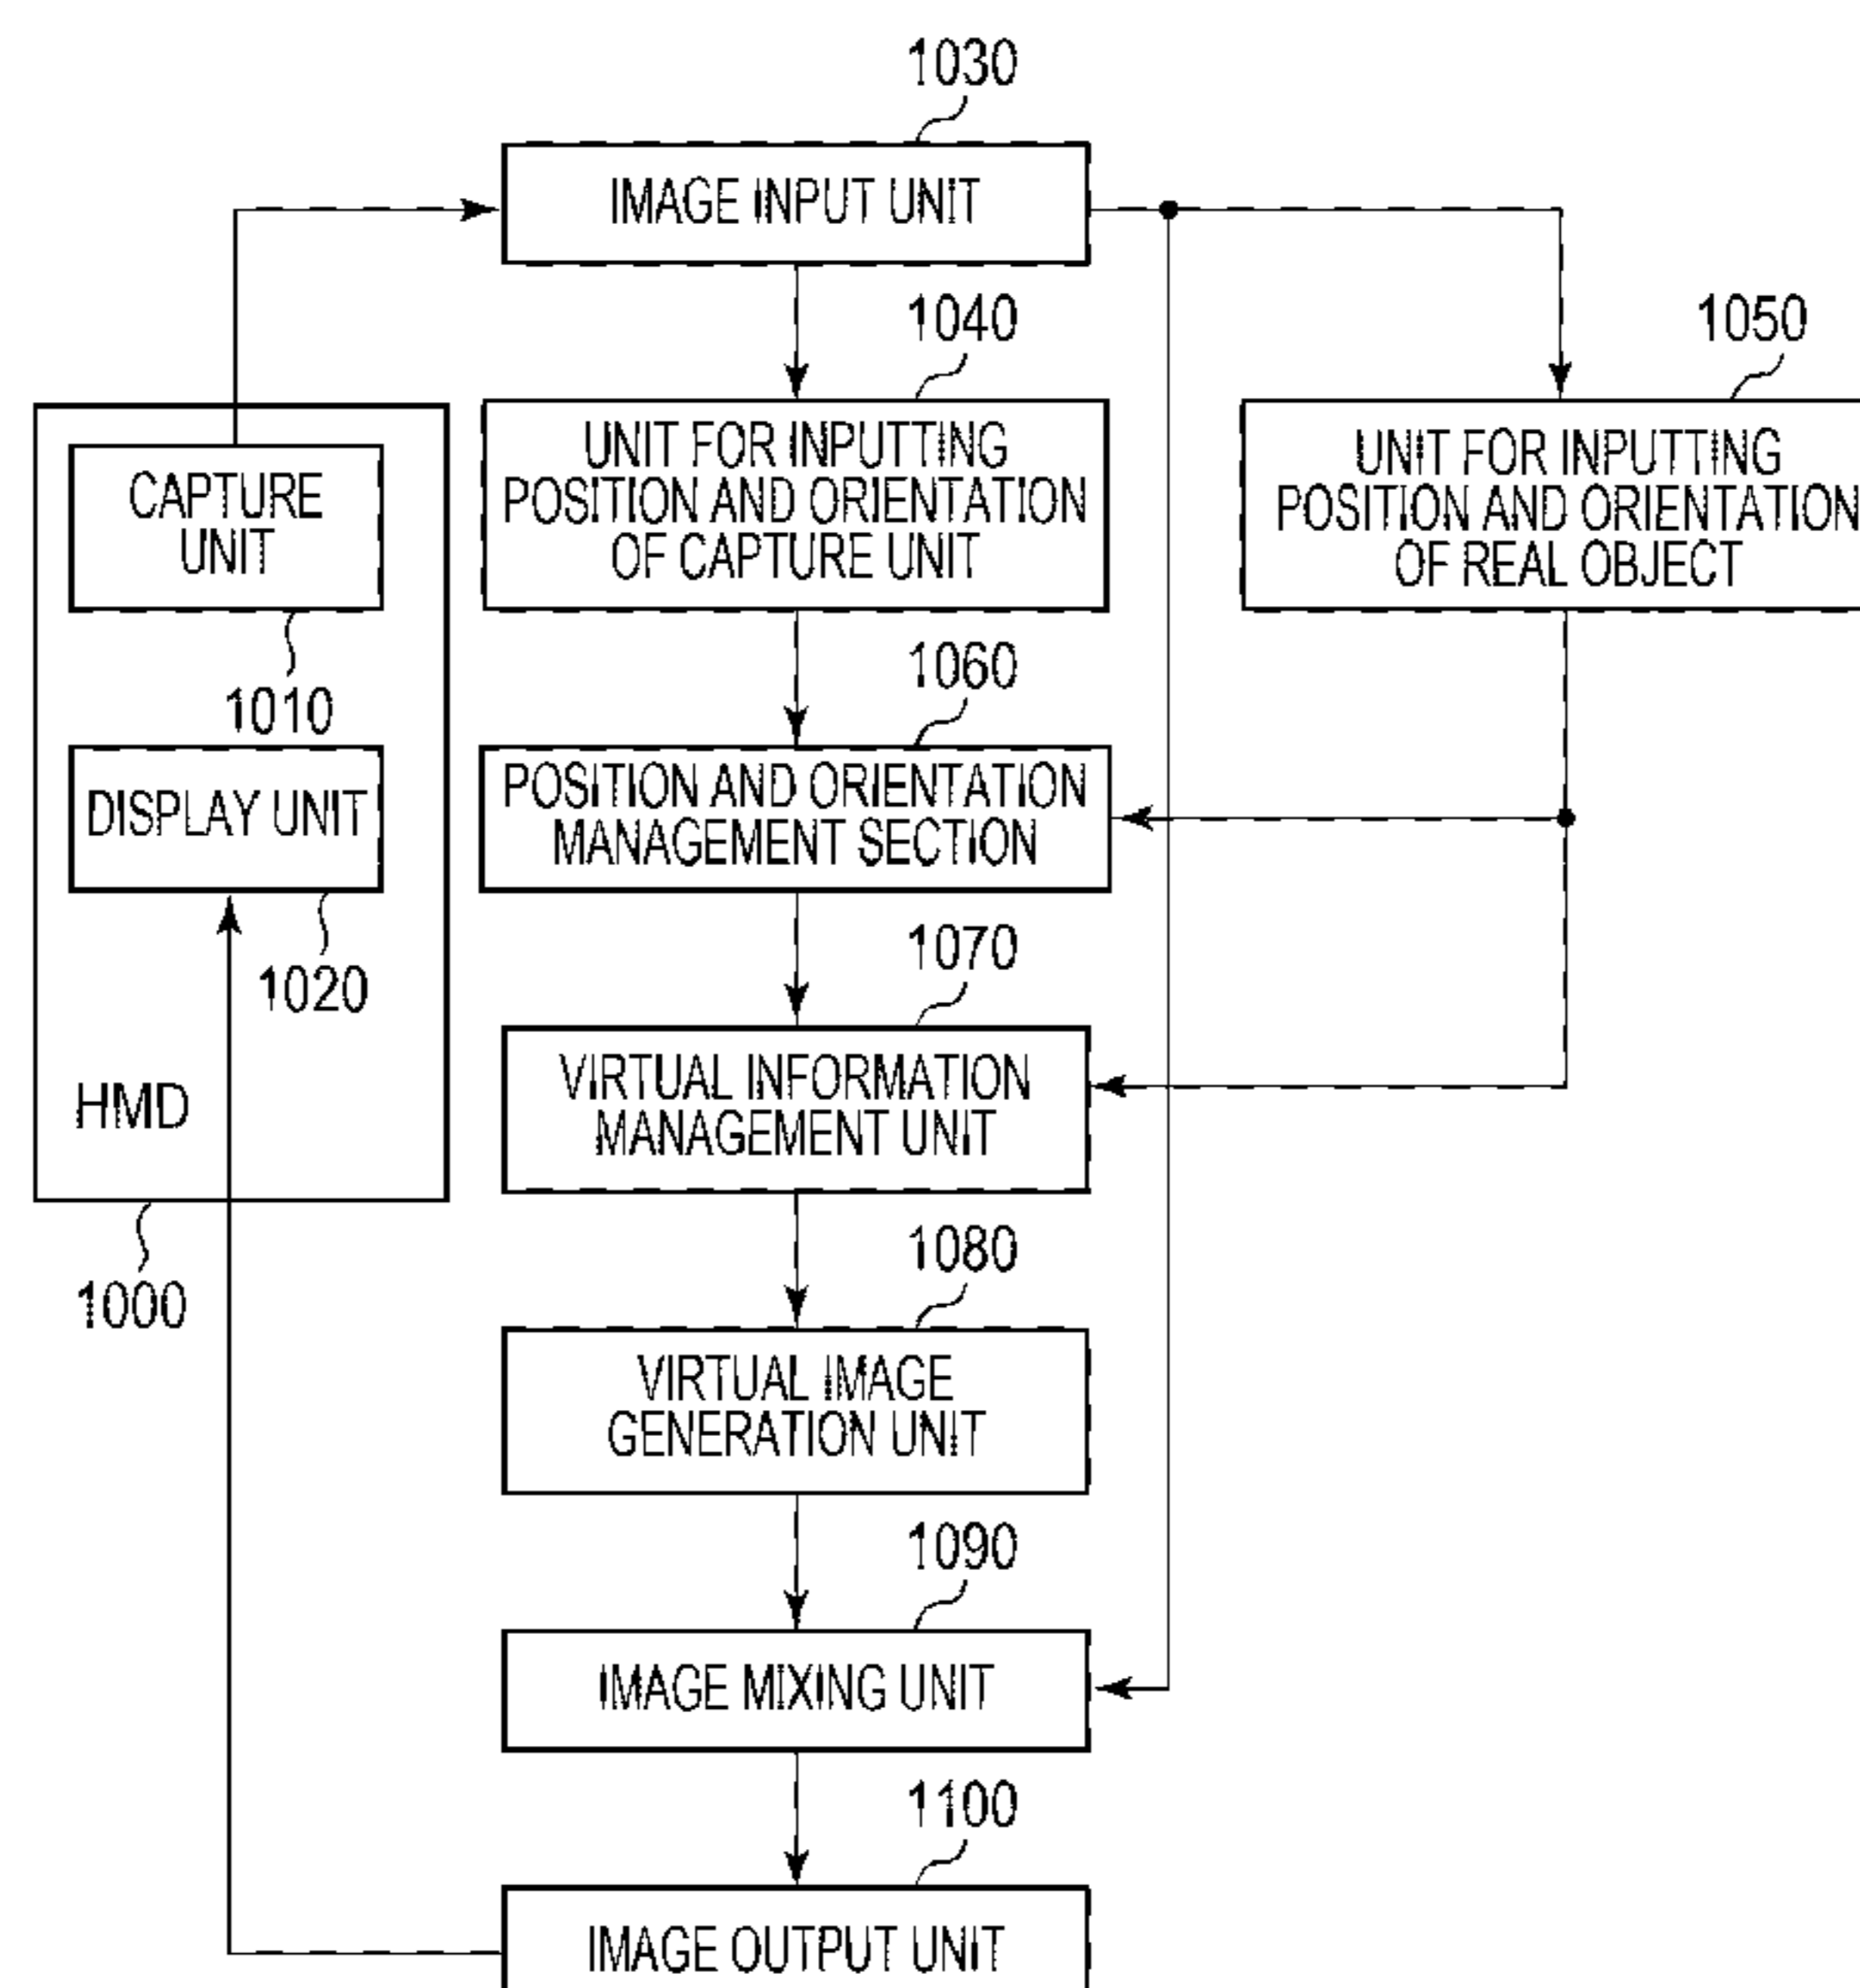 1030
IMAGE INPUT UNIT
1040
1050
UNIT FOR INPUTTING
POSITION AND ORIENTATION
OF CAPTURE UNIT
UNIT FOR INPUTTING
POSITION AND ORIENTATION
OF REAL OBJECT
CAPTURE
UNIT
1010
1060
DISPLAY UNIT
POSITION AND ORIENTATION
MANAGEMENT SECTION
1020
1070
HMD
VIRTUAL INFORMATION
MANAGEMENT UNIT
1000
1080
VIRTUAL IMAGE
GENERATION UNIT
1090
IMAGE MIXING UNIT
1100
IMAGE OUTPUT UNIT